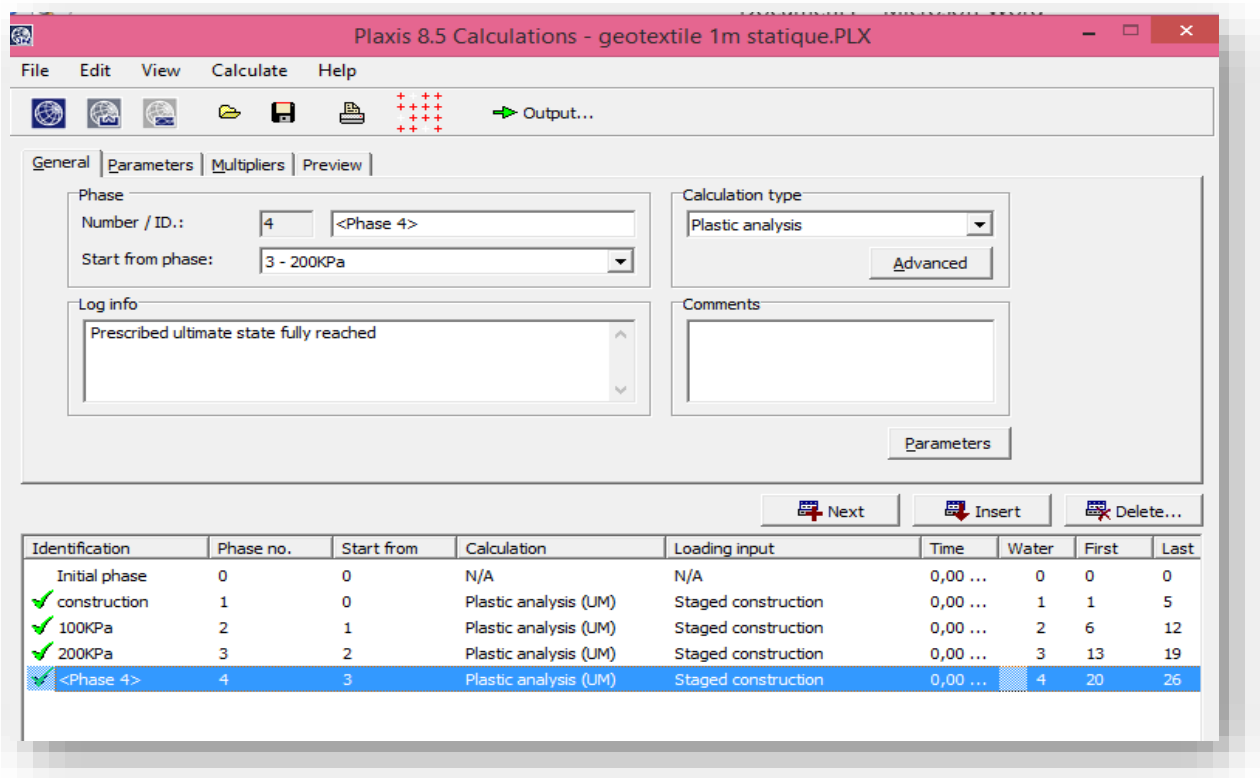 Plaxis 8.5 Calculations - geotextile 1m statique.PLX
File Edit View Calculate Help
Output...
General Parameters Multipliers Preview
Phase
Number / ID.: 4 <Phase 4>
Start from phase: 3 - 200KPa
Calculation type
Plastic analysis
Advanced
Log info
Prescribed ultimate state fully reached
Comments
Parameters
Next Insert Delete...
Identification Phase no. Start from Calculation Loading input Time Water First Last
Initial phase 0 0 N/A N/A 0,00 ... 0 0 0
construction 1 0 Plastic analysis (UM) Staged construction 0,00 ... 1 1 5
100KPa 2 1 Plastic analysis (UM) Staged construction 0,00 ... 2 6 12
200KPa 3 2 Plastic analysis (UM) Staged construction 0,00 ... 3 13 19
<Phase 4> 4 3 Plastic analysis (UM) Staged construction 0,00 ... 4 20 26